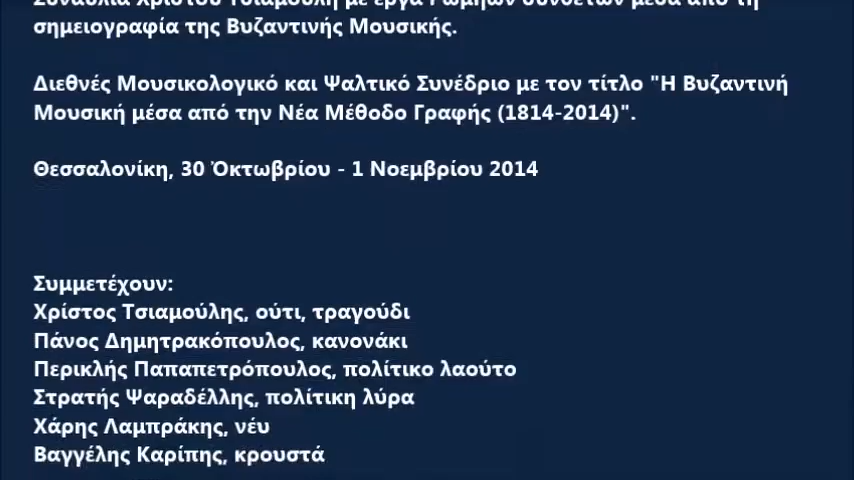 Συναυλία Χρίστου Τσιαμούλη με έργα Ρωμηών συνθετών μέσα από τη
σημειογραφία της Βυζαντινής Μουσικής.
Διεθνές Μουσικολογικό και Ψαλτικό Συνέδριο με τον τίτλο "Η Βυζαντινή
Μουσική μέσα από την Νέα Μέθοδο Γραφής (1814-2014)".
Θεσσαλονίκη, 30 Ὀκτωβρίου - 1 Νοεμβρίου 2014
Συμμετέχουν:
Χρίστος Τσιαμούλης, ούτι, τραγούδι
Πάνος Δημητρακόπουλος, κανονάκι
Περικλής Παπαπετρόπουλος, πολίτικο λαούτο
Στρατής Ψαραδέλλης, πολίτικη λύρα
Χάρης Λαμπράκης, νέυ
Βαγγέλης Καρίπης, κρουστά